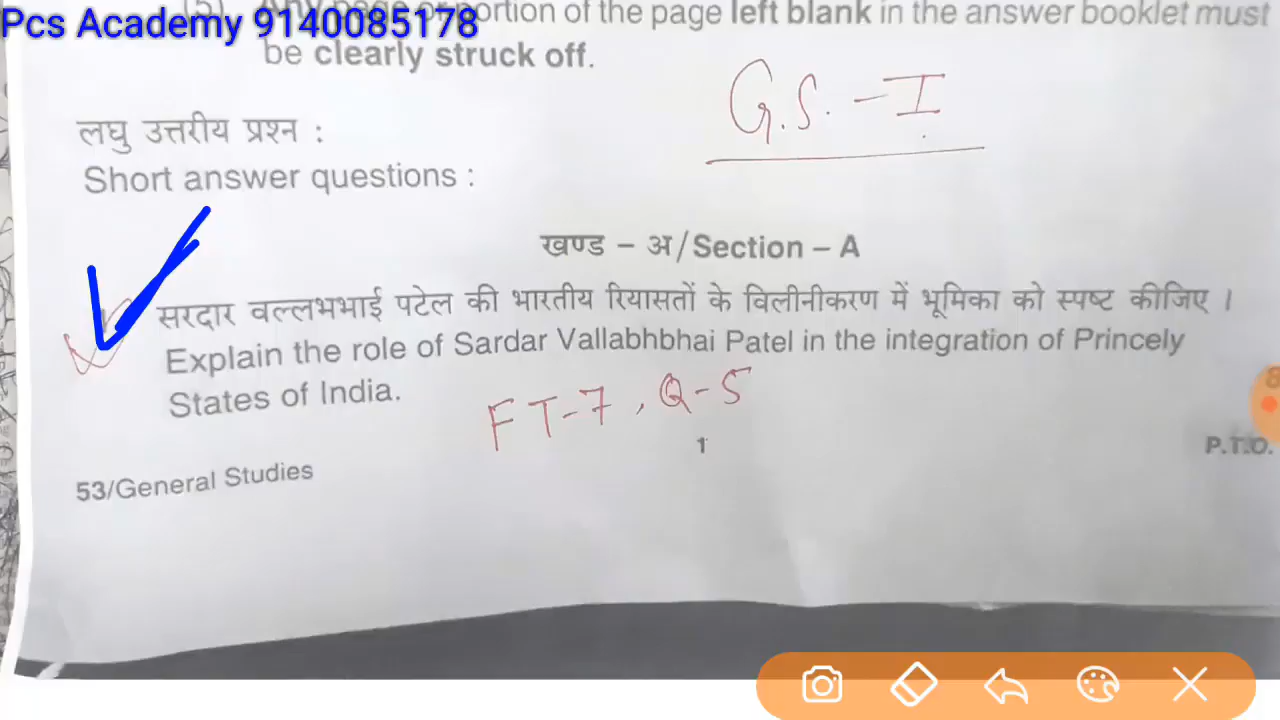 Pcs Academy 9140085178
portion of the page left blank in the answer booklet must
be clearly struck off.
G.S. - I
लघु उत्तरीय प्रश्न :
Short answer questions :
खण्ड – अ/Section – A
सरदार वल्लभभाई पटेल की भारतीय रियासतों के विलीनीकरण में भूमिका को स्पष्ट कीजिए ।
Explain the role of Sardar Vallabhbhai Patel in the integration of Princely
States of India.
FT-7, Q-5
1
P.T.O.
53/General Studies